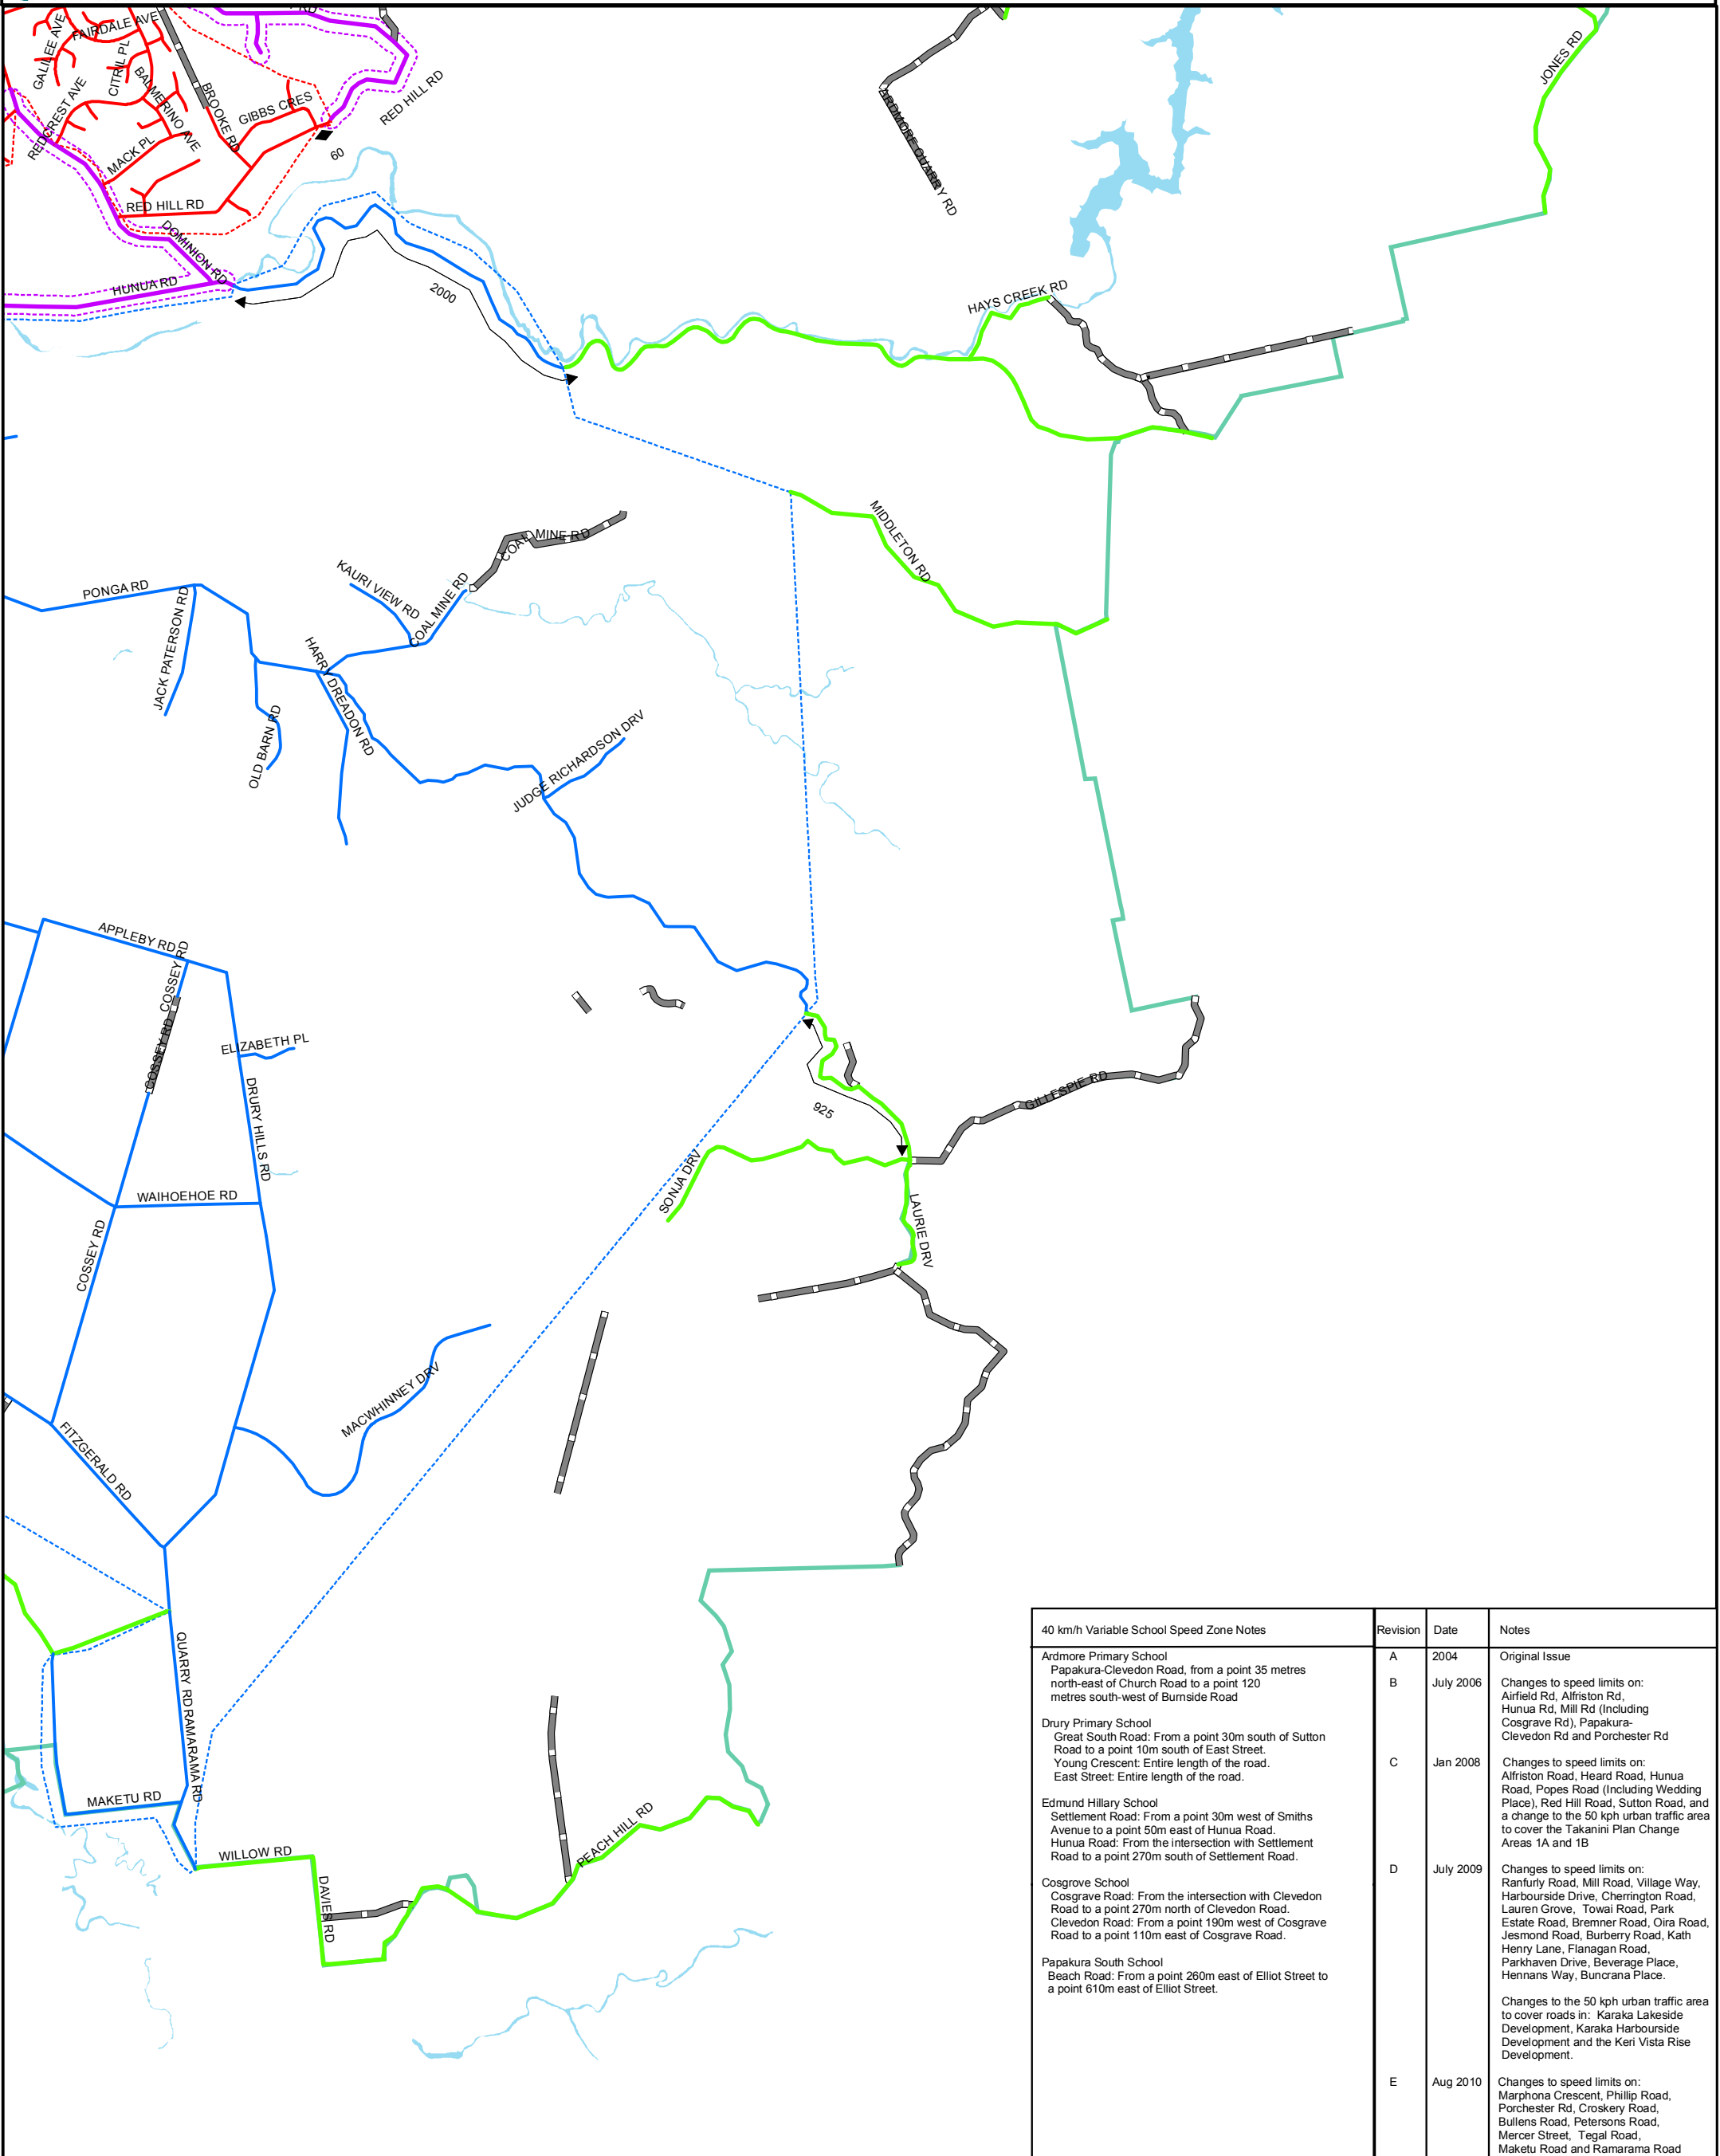 GALILEE AVE
FAIRDALE AVE
CITRIL PL
REDCREST AVE
BALMERINO AVE
BROOKE RD
GIBBS CRES
RED HILL RD
60
MACK PL
RED HILL RD
DOMINION RD
HUNUA RD
2000
ARDMORE QUARRY RD
JONES RD
HAYS CREEK RD
MIDDLETON RD
COAL MINE RD
KAURI VIEW RD
COAL MINE RD
PONGA RD
JACK PATERSON RD
HARRY DREADON RD
OLD BARN RD
JUDGE RICHARDSON DRV
APPLEBY RD
COSSEY RD
COSSEY RD
ELIZABETH PL
DRURY HILLS RD
WAIHOEHOE RD
COSSEY RD
925
GILLESPIE RD
SONJA DRV
LAURIE DRV
MACWHINNEY DRV
FITZGERALD RD
QUARRY RD
RAMARAMA RD
MAKETU RD
WILLOW RD
DAVIES RD
PEACH HILL RD
40 km/h Variable School Speed Zone Notes
Ardmore Primary School
Papakura-Clevedon Road, from a point 35 metres
north-east of Church Road to a point 120
metres south-west of Burnside Road
Drury Primary School
Great South Road: From a point 30m south of Sutton
Road to a point 10m south of East Street.
Young Crescent: Entire length of the road.
East Street: Entire length of the road.
Edmund Hillary School
Settlement Road: From a point 30m west of Smiths
Avenue to a point 50m east of Hunua Road.
Hunua Road: From the intersection with Settlement
Road to a point 270m south of Settlement Road.
Cosgrove School
Cosgrave Road: From the intersection with Clevedon
Road to a point 270m north of Clevedon Road.
Clevedon Road: From a point 190m west of Cosgrave
Road to a point 110m east of Cosgrave Road.
Papakura South School
Beach Road: From a point 260m east of Elliot Street to
a point 610m east of Elliot Street.
Revision Date Notes
A 2004 Original Issue
B July 2006 Changes to speed limits on:
Airfield Rd, Alfriston Rd,
Hunua Rd, Mill Rd (Including
Cosgrave Rd), Papakura-
Clevedon Rd and Porchester Rd
C Jan 2008 Changes to speed limits on:
Alfriston Road, Heard Road, Hunua
Road, Popes Road (Including Wedding
Place), Red Hill Road, Sutton Road, and
a change to the 50 kph urban traffic area
to cover the Takanini Plan Change
Areas 1A and 1B
D July 2009 Changes to speed limits on:
Ranfurly Road, Mill Road, Village Way,
Harbourside Drive, Cherrington Road,
Lauren Grove, Towai Road, Park
Estate Road, Bremner Road, Oira Road,
Jesmond Road, Burberry Road, Kath
Henry Lane, Flanagan Road,
Parkhaven Drive, Beverage Place,
Hennans Way, Buncrana Place.
Changes to the 50 kph urban traffic area
to cover roads in: Karaka Lakeside
Development, Karaka Harbourside
Development and the Keri Vista Rise
Development.
E Aug 2010 Changes to speed limits on:
Marphona Crescent, Phillip Road,
Porchester Rd, Croskery Road,
Bullens Road, Petersons Road,
Mercer Street, Tegal Road,
Maketu Road and Ramarama Road